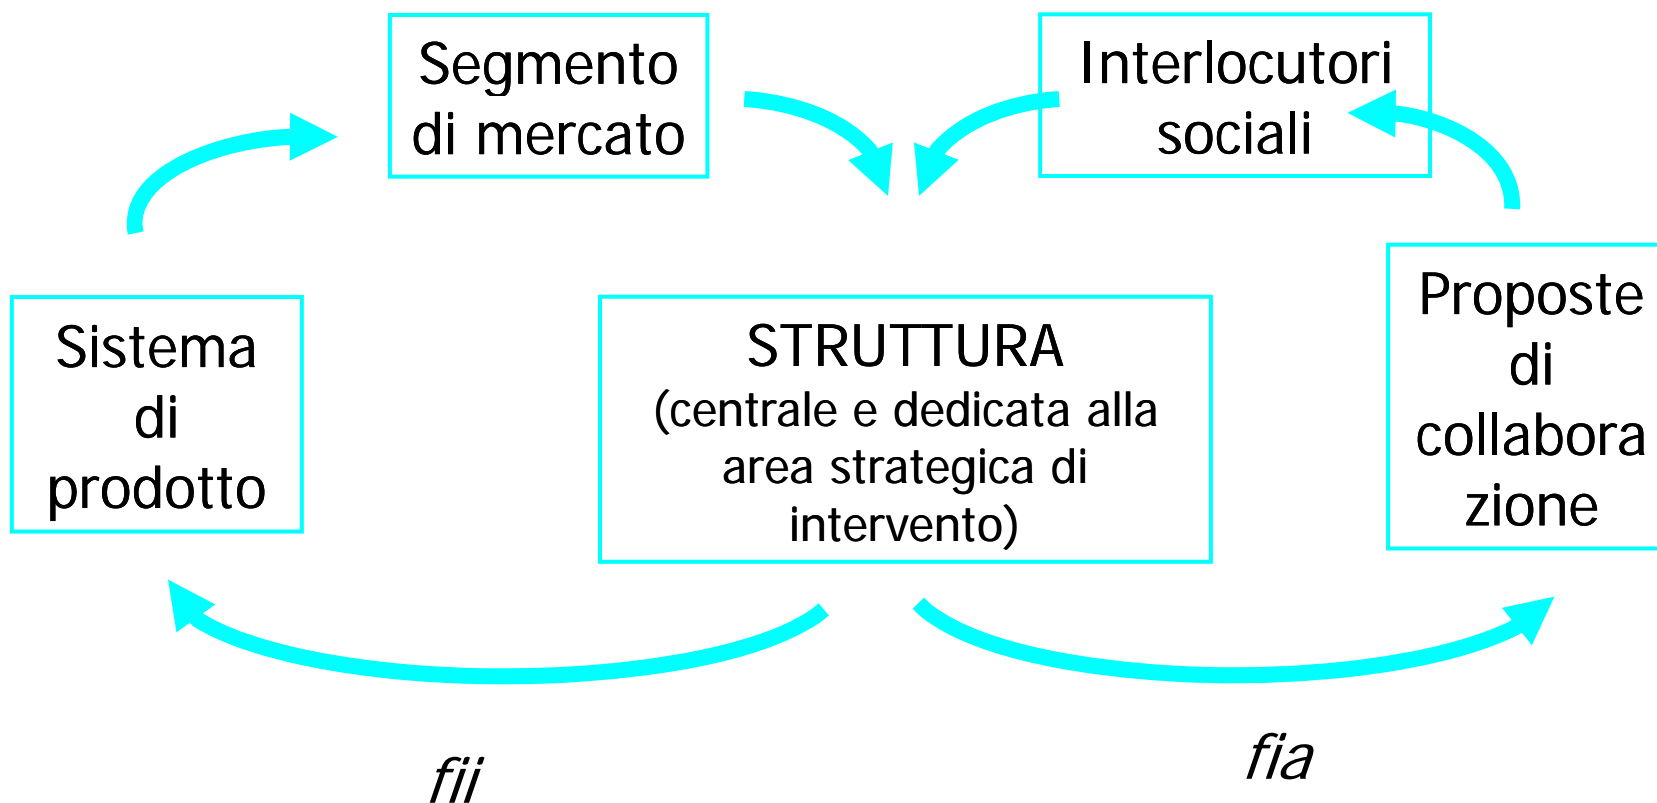 Segmento
di mercato
Interlocutori
sociali
Sistema
di
prodotto
STRUTTURA
(centrale e dedicata alla
area strategica di
intervento)
Proposte
di
collabora
zione
fii
fia